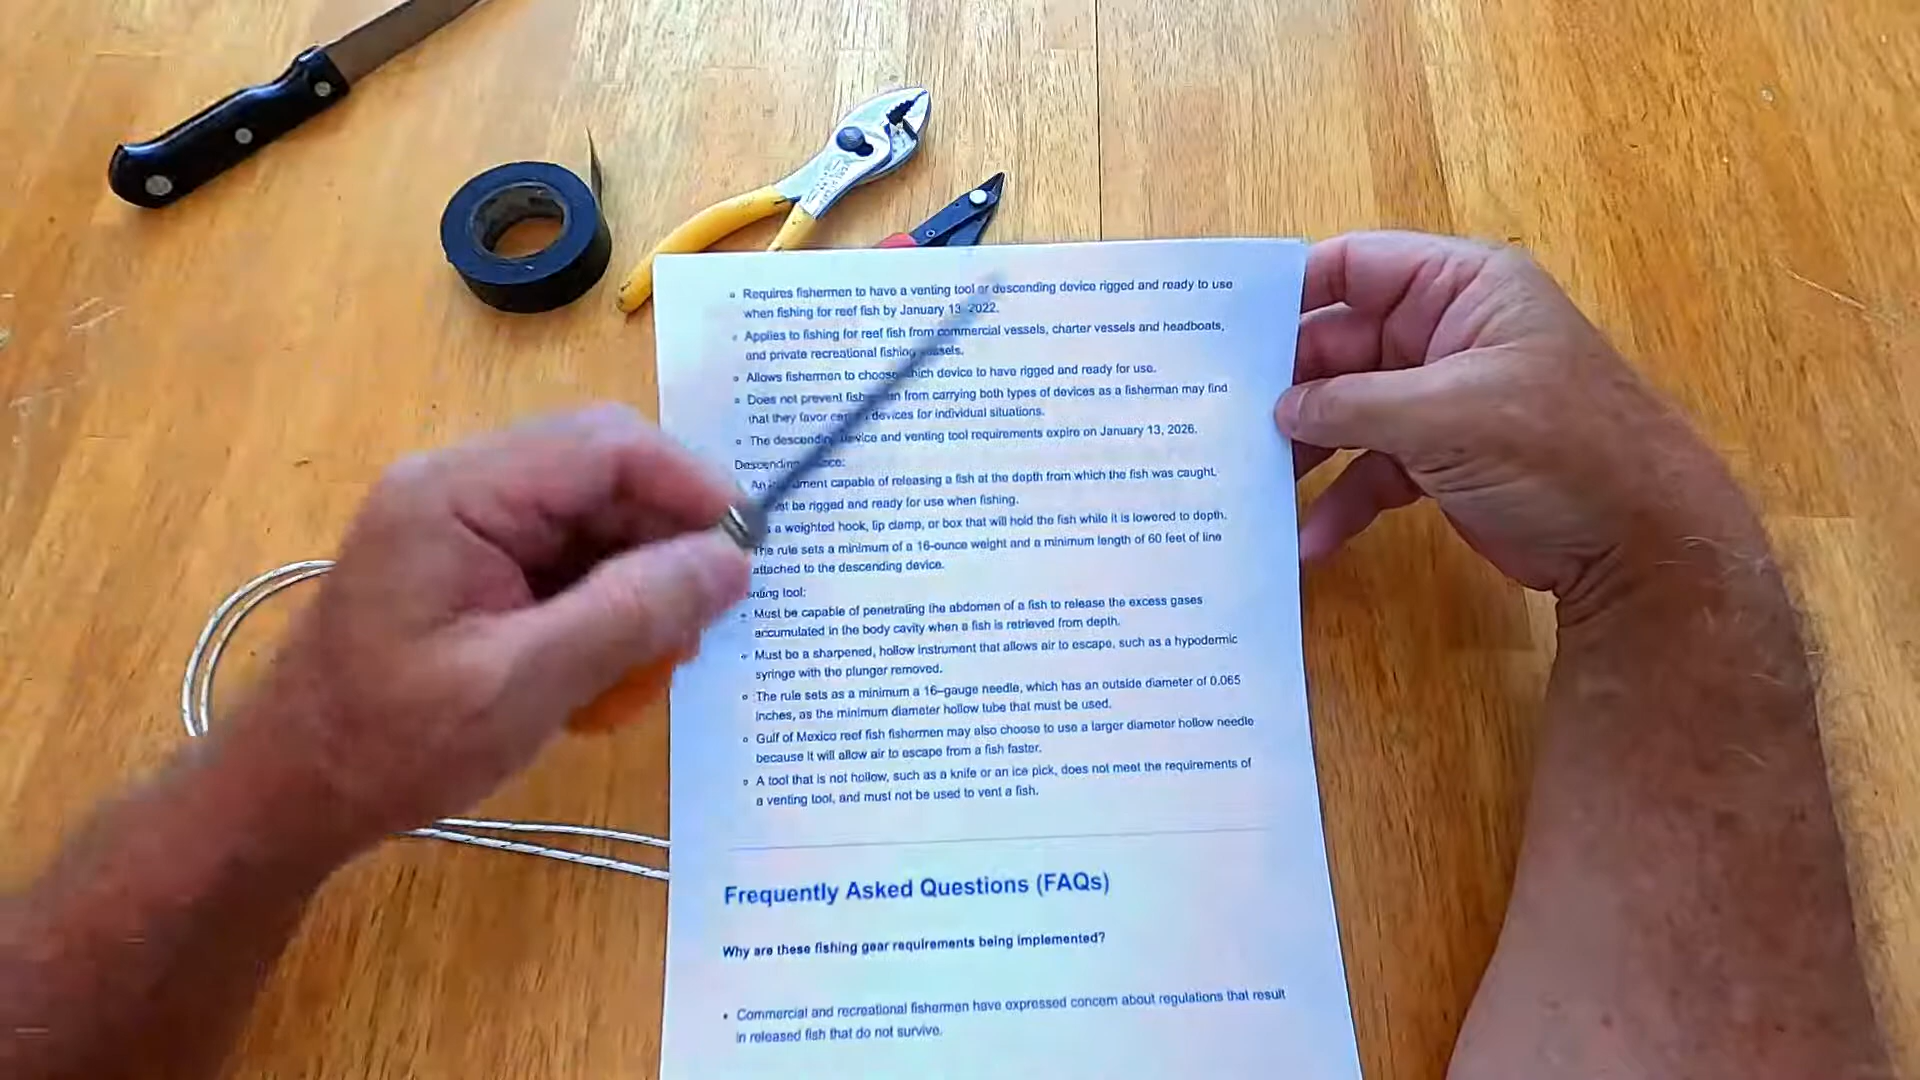 Requires fishermen to have a venting tool or descending device rigged and ready to use
when fishing for reef fish by January 13, 2022.
Applies to fishing for reef fish from commercial vessels, charter vessels and headboats,
and private recreational fishing vessels.
Allows fishermen to choose which device to have rigged and ready for use.
Does not prevent from carrying both types of devices as a fisherman may find
that they favor devices for individual situations.
The descending device and venting tool requirements expire on January 13, 2026.
Descending
capable of releasing a fish at the depth from which the fish was caught.
be rigged and ready for use when fishing.
a weighted hook, lip clamp, or box that will hold the fish while it is lowered to depth.
The rule sets a minimum of a 16-ounce weight and a minimum length of 60 feet of line
attached to the descending device.
tool:
Must be capable of penetrating the abdomen of a fish to release the excess gases
accumulated in the body cavity when a fish is retrieved from depth.
Must be a sharpened, hollow instrument that allows air to escape, such as a hypodermic
syringe with the plunger removed.
The rule sets as a minimum a 16–gauge needle, which has an outside diameter of 0.065
inches, as the minimum diameter hollow tube that must be used.
Gulf of Mexico reef fish fishermen may also choose to use a larger diameter hollow needle
because it will allow air to escape from a fish faster.
A tool that is not hollow, such as a knife or an ice pick, does not meet the requirements of
a venting tool, and must not be used to vent a fish.
Frequently Asked Questions (FAQs)
Why are these fishing gear requirements being implemented?
Commercial and recreational fishermen have expressed concern about regulations that result
in released fish that do not survive.